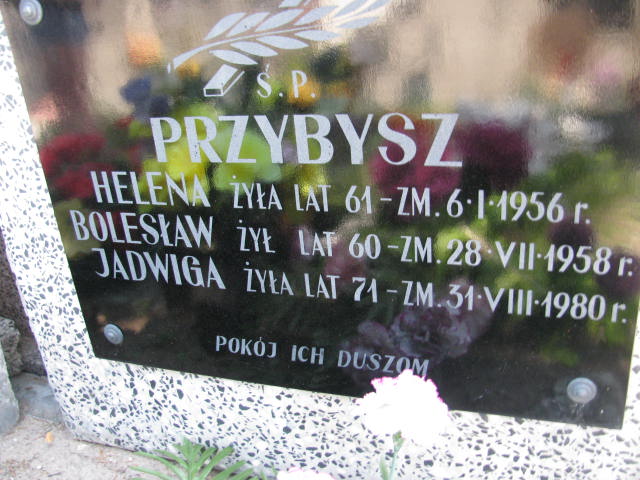 Ś.P.
PRZYBYSZ
HELENA ŻYŁA LAT 61 - ZM. 6·I·1956 r.
BOLESŁAW ŻYŁ LAT 60 - ZM. 28·VII·1958 r.
JADWIGA ŻYŁA LAT 71 - ZM. 31·VIII·1980 r.
POKÓJ ICH DUSZOM